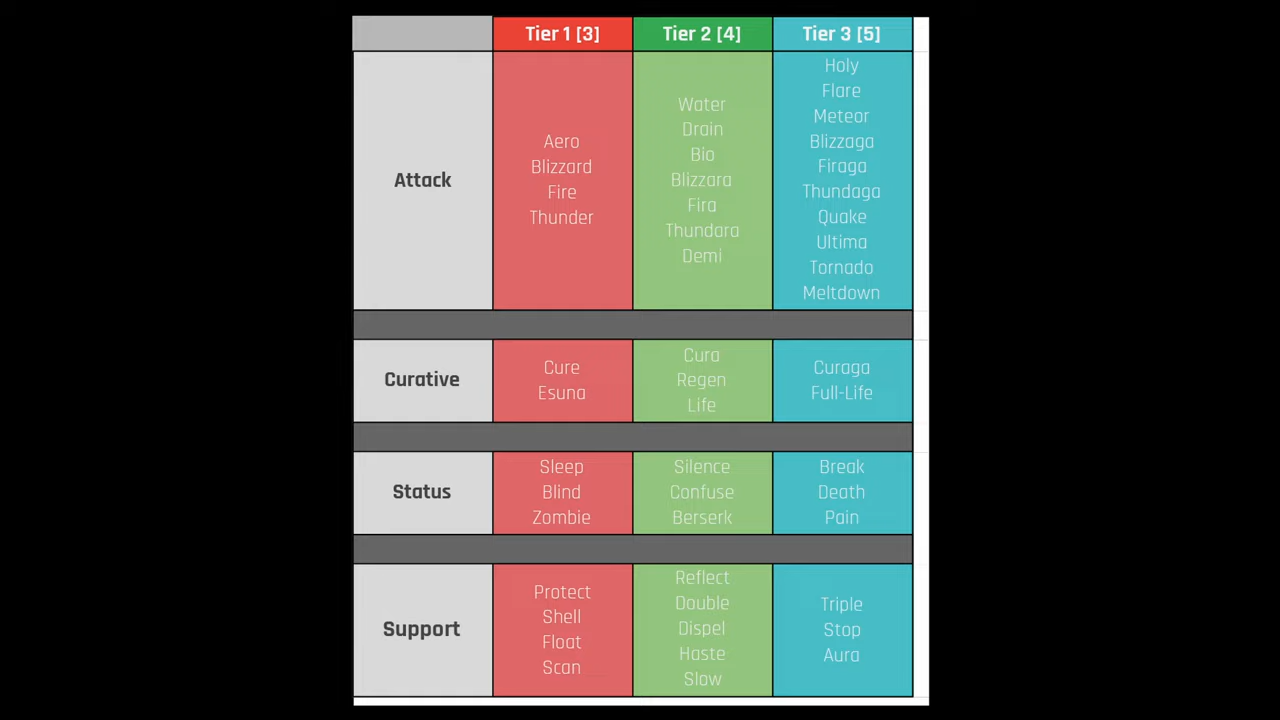 Tier 1 [3] Tier 2 [4] Tier 3 [5]
Attack
Aero
Blizzard
Fire
Thunder
Water
Drain
Bio
Blizzara
Fira
Thundara
Demi
Holy
Flare
Meteor
Blizzaga
Firaga
Thundaga
Quake
Ultima
Tornado
Meltdown
Curative
Cure
Esuna
Cura
Regen
Life
Curaga
Full-Life
Status
Sleep
Blind
Zombie
Silence
Confuse
Berserk
Break
Death
Pain
Support
Protect
Shell
Float
Scan
Reflect
Double
Dispel
Haste
Slow
Triple
Stop
Aura